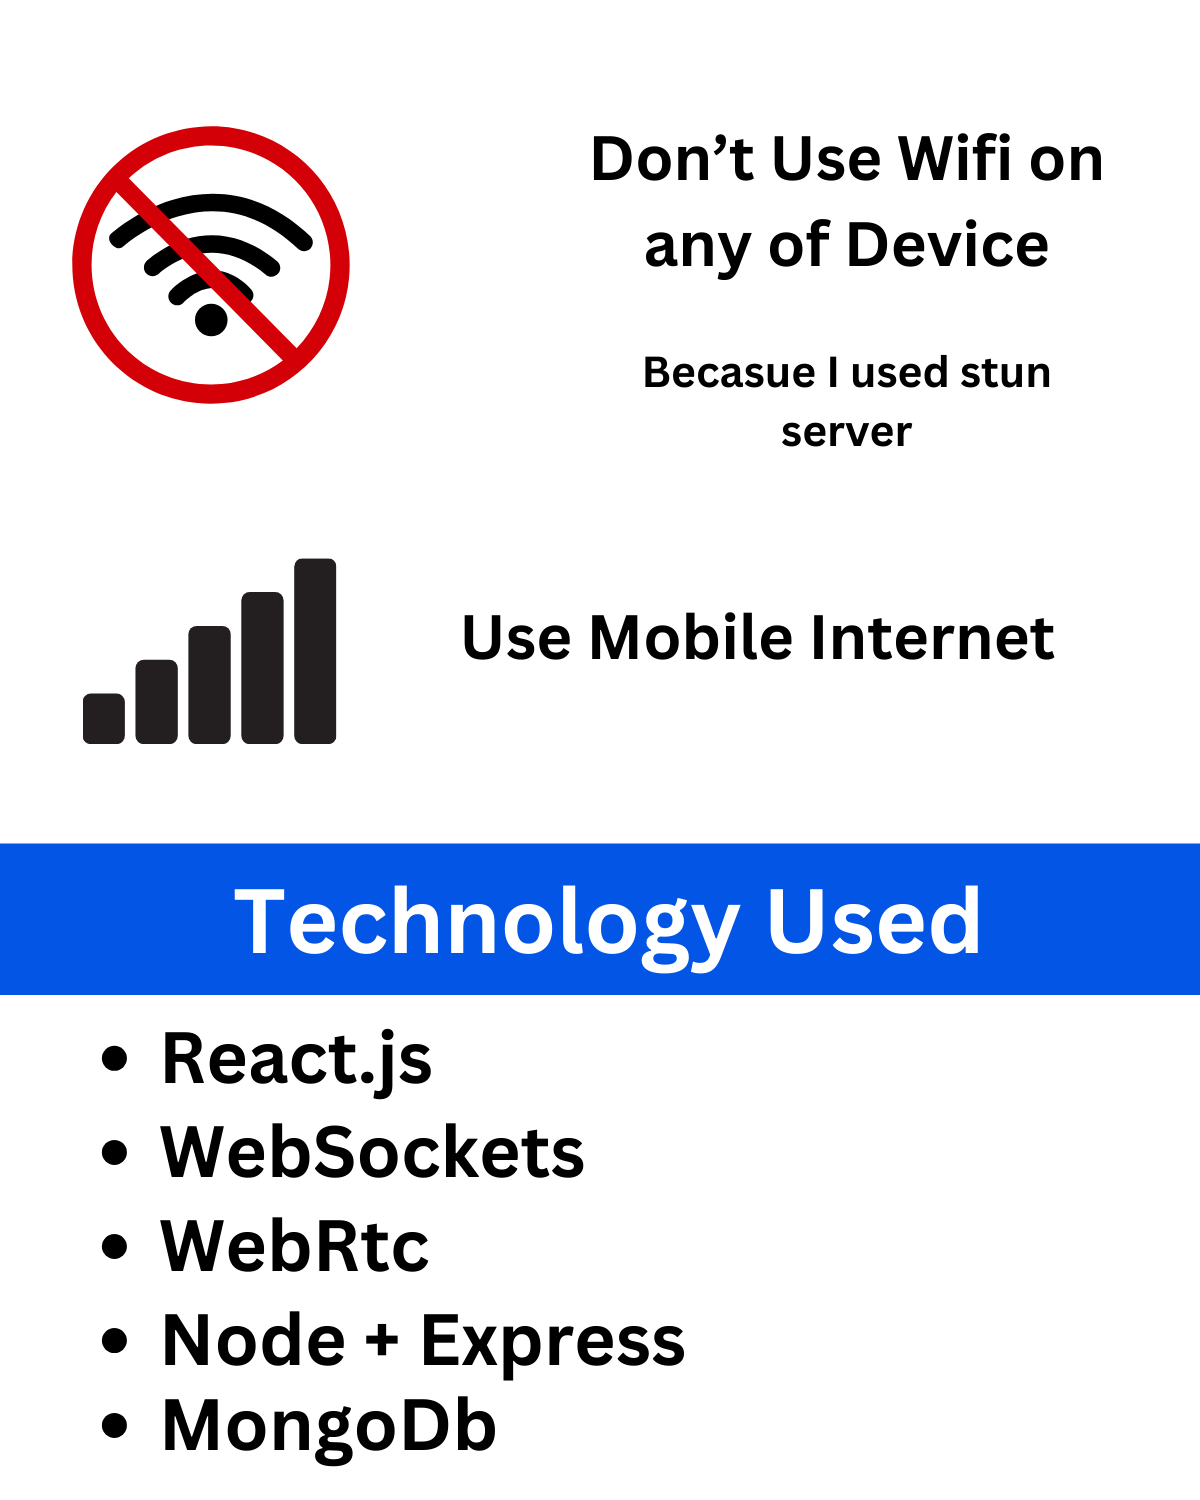 Don’t Use Wifi on
any of Device
Becasue I used stun
server
Use Mobile Internet
Technology Used
• React.js
• WebSockets
• WebRtc
• Node + Express
• MongoDb